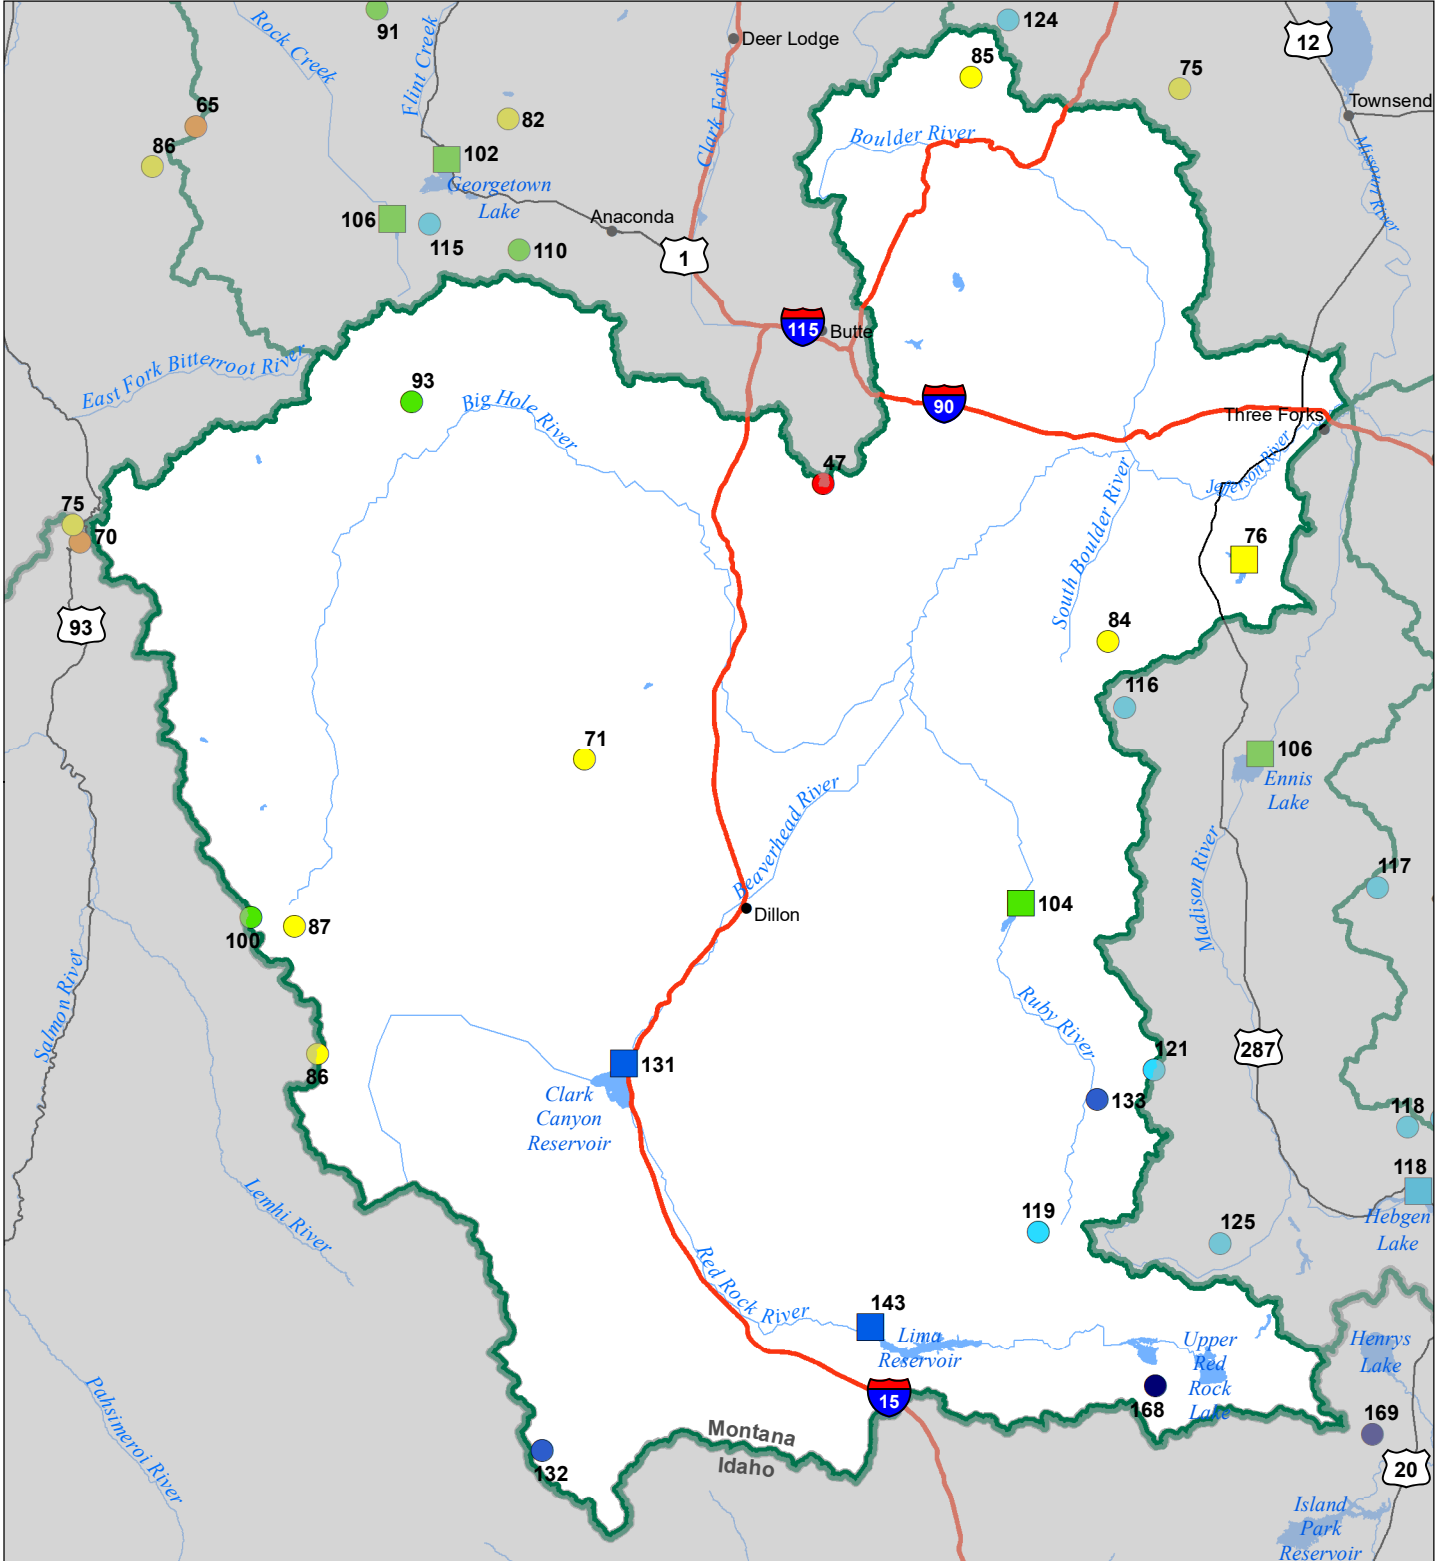 91
Rock Creek
Flint Creek
Deer Lodge
124
12
85
75
Townsend
65
82
Clark Fork
Boulder River
86
102
Georgetown
Lake
Missouri River
106
115
110
Anaconda
1
115
Butte
East Fork Bitterroot River
93
Big Hole River
90
Three Forks
47
Jefferson River
South Boulder River
75
70
76
93
84
116
71
106
Ennis
Lake
Beaverhead River
Madison River
117
100
87
Dillon
104
Salmon River
Ruby River
86
131
Clark
Canyon
Reservoir
121
287
133
118
118
Hebgen
Lake
Lemhi River
119
125
Red Rock River
143
Lima
Reservoir
Upper
Red
Rock
Lake
Henrys
Lake
15
168
169
Pahsimeroi River
Montana
Idaho
132
20
Island
Park
Reservoir